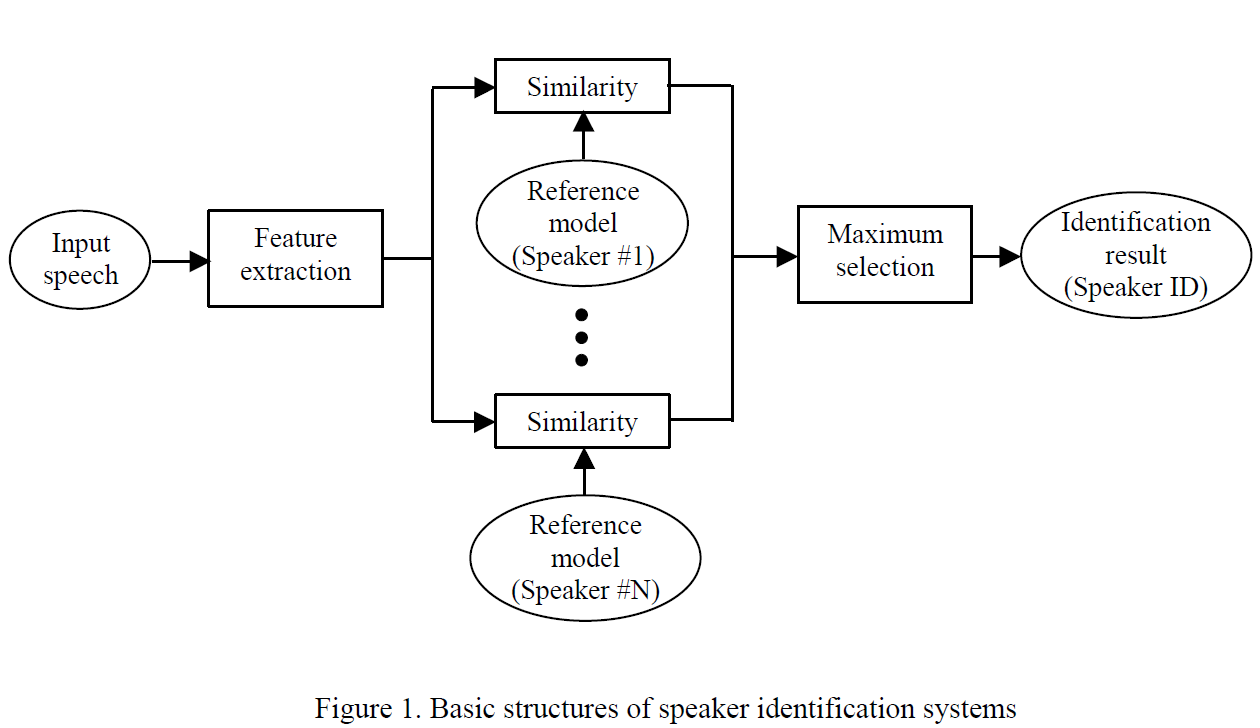 Input
speech
Feature
extraction
Similarity
Reference
model
(Speaker #1)
Similarity
Reference
model
(Speaker #N)
Maximum
selection
Identification
result
(Speaker ID)
Figure 1. Basic structures of speaker identification systems